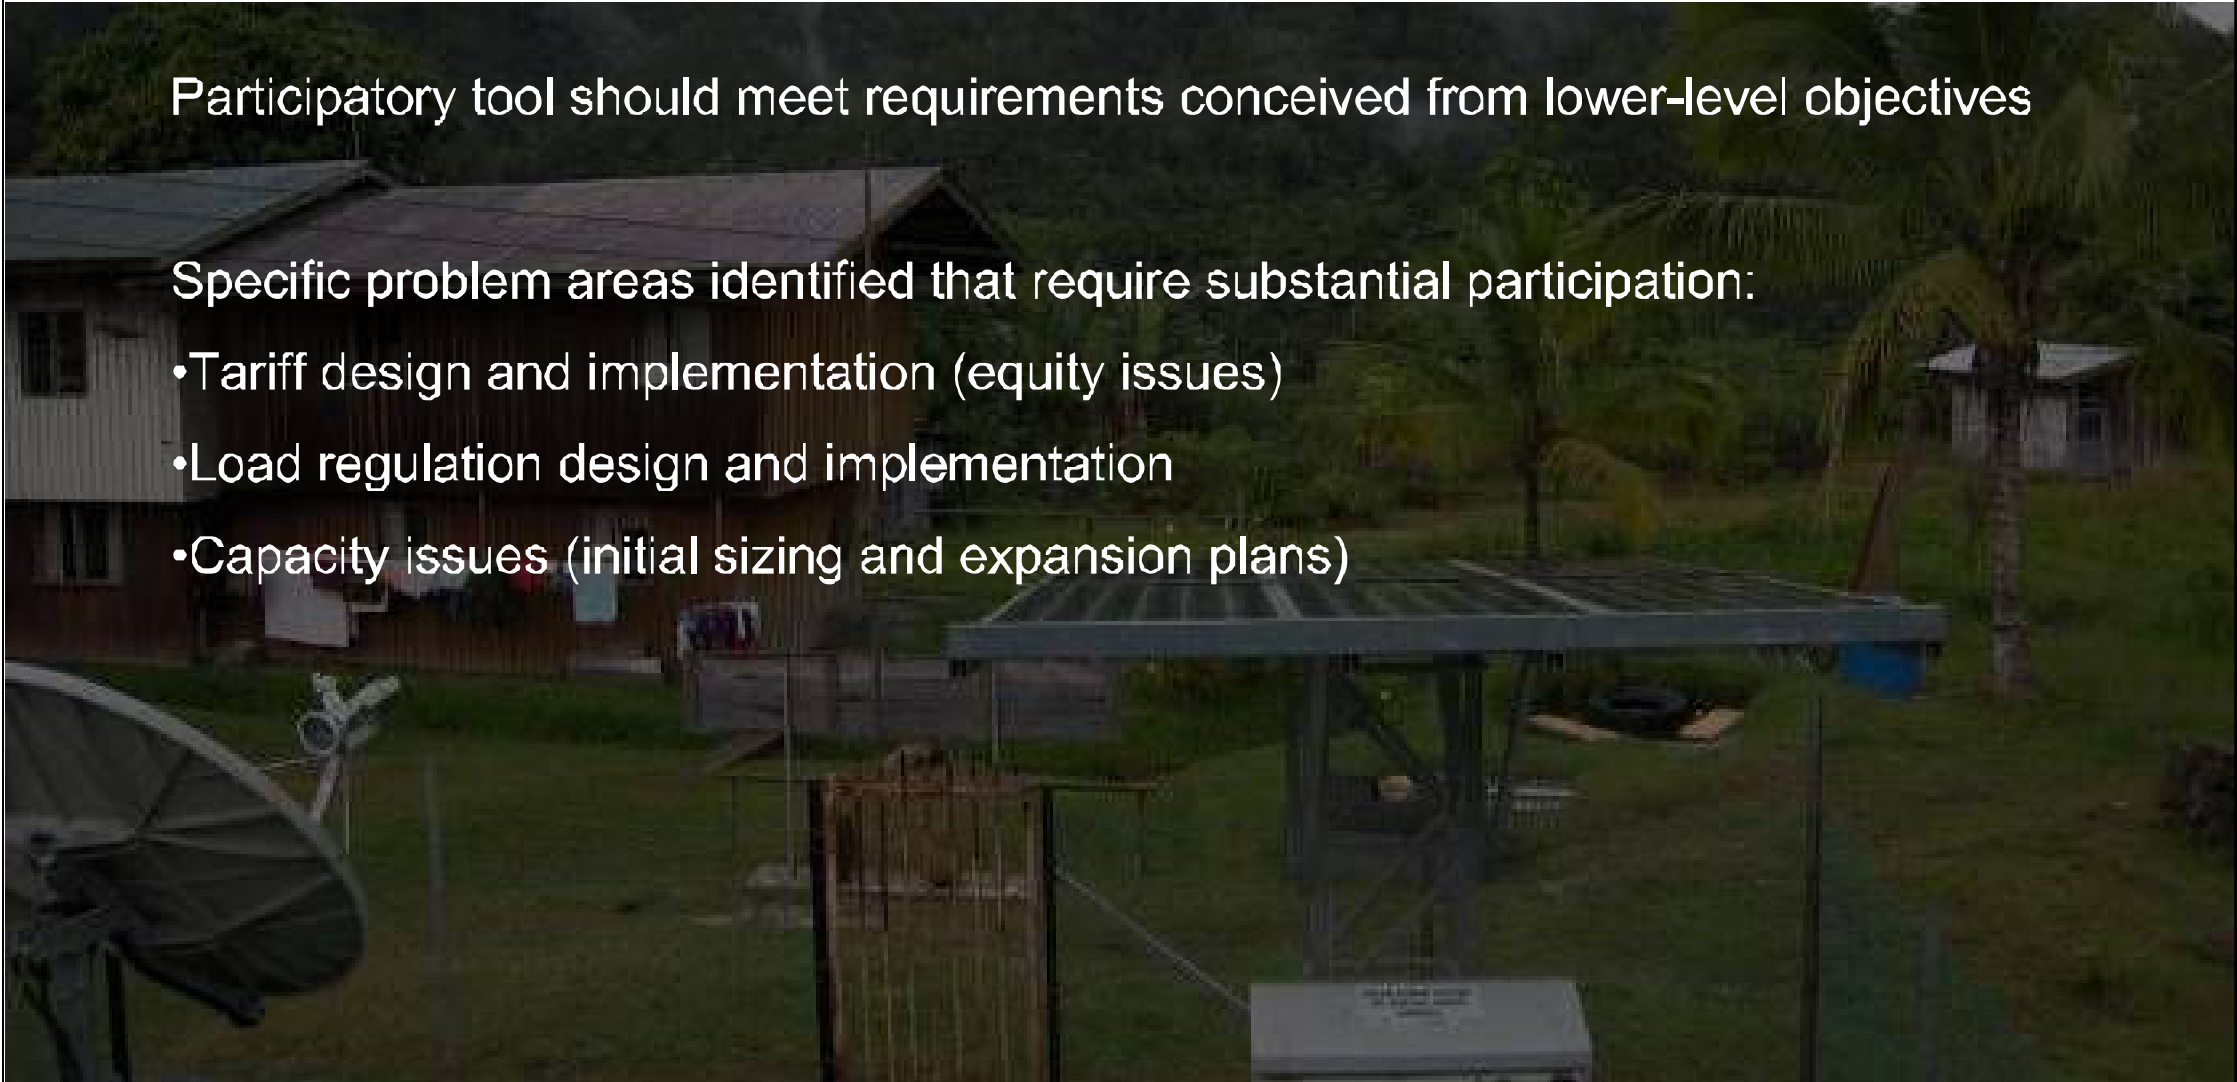 Participatory tool should meet requirements conceived from lower-level objectives
Specific problem areas identified that require substantial participation:
•Tariff design and implementation (equity issues)
•Load regulation design and implementation
•Capacity issues (initial sizing and expansion plans)